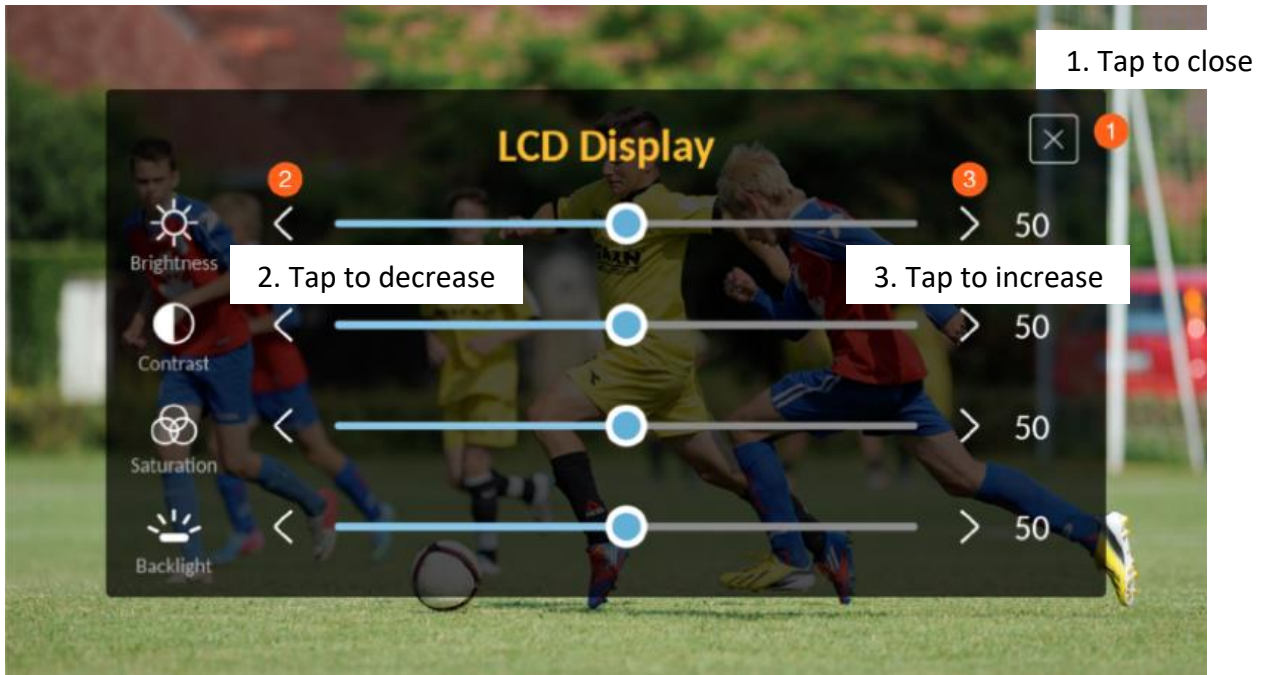 1. Tap to close
LCD Display
1
2
3
50
Brightness
2. Tap to decrease
3. Tap to increase
50
Contrast
50
Saturation
50
Backlight